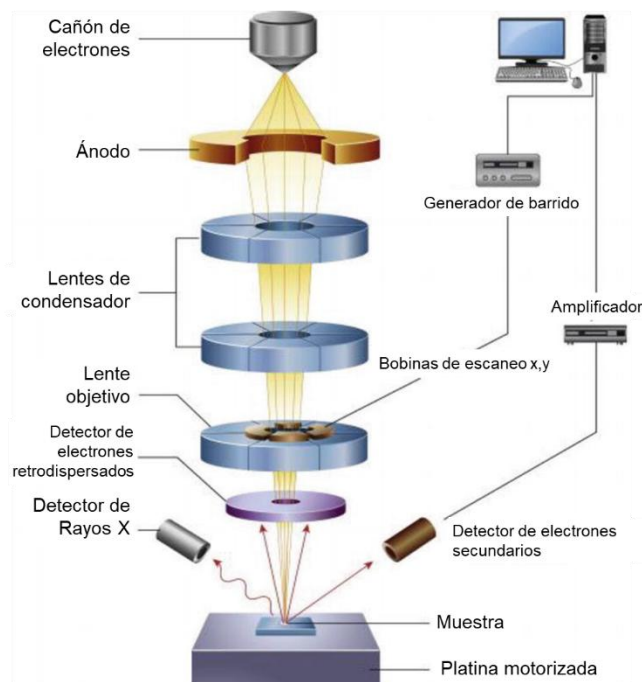 Cañón de
electrones
Ánodo
Generador de barrido
Lentes de
condensador
Amplificador
Bobinas de escaneo x,y
Lente
objetivo
Detector de
electrones
retrodispersados
Detector de
Rayos X
Detector de electrones
secundarios
Muestra
Platina motorizada